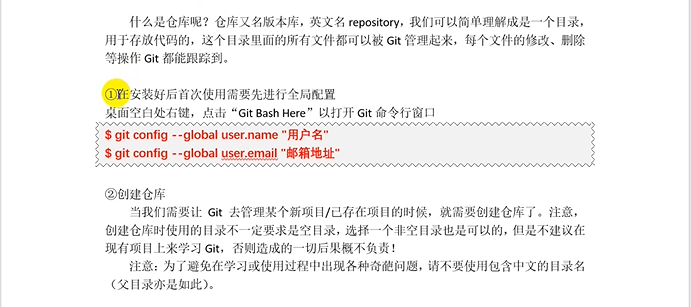 什么是仓库呢？仓库又名版本库，英文名 repository，我们可以简单理解成是一个目录，
用于存放代码的，这个目录里面的所有文件都可以被 Git 管理起来，每个文件的修改、删除
等操作 Git 都能跟踪到。
①在安装好后首次使用需要先进行全局配置
桌面空白处右键，点击“Git Bash Here”以打开 Git 命令行窗口
$ git config --global user.name "用户名"
$ git config --global user.email "邮箱地址"
②创建仓库
当我们需要让 Git 去管理某个新项目/已存在项目的时候，就需要创建仓库了。注意，
创建仓库时使用的目录不一定要求是空目录，选择一个非空目录也是可以的，但是不建议在
现有项目上来学习 Git，否则造成的一切后果概不负责！
注意：为了避免在学习或使用过程中出现各种奇葩问题，请不要使用包含中文的目录名
（父目录亦是如此）。